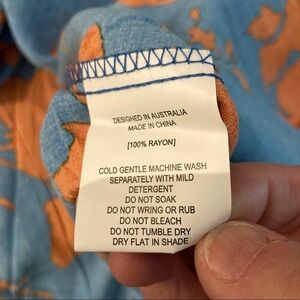 DESIGNED IN AUSTRALIA
MADE IN CHINA
[100% RAYON]
COLD GENTLE MACHINE WASH
SEPARATELY WITH MILD
DETERGENT
DO NOT SOAK
DO NOT WRING OR RUB
DO NOT BLEACH
DO NOT TUMBLE DRY
DRY FLAT IN SHADE